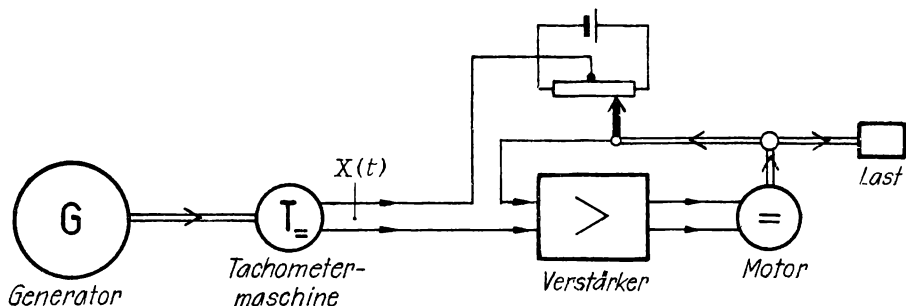 X(t)
G
T=
>
=
Last
Generator
Tachometer-
maschine
Verstärker
Motor